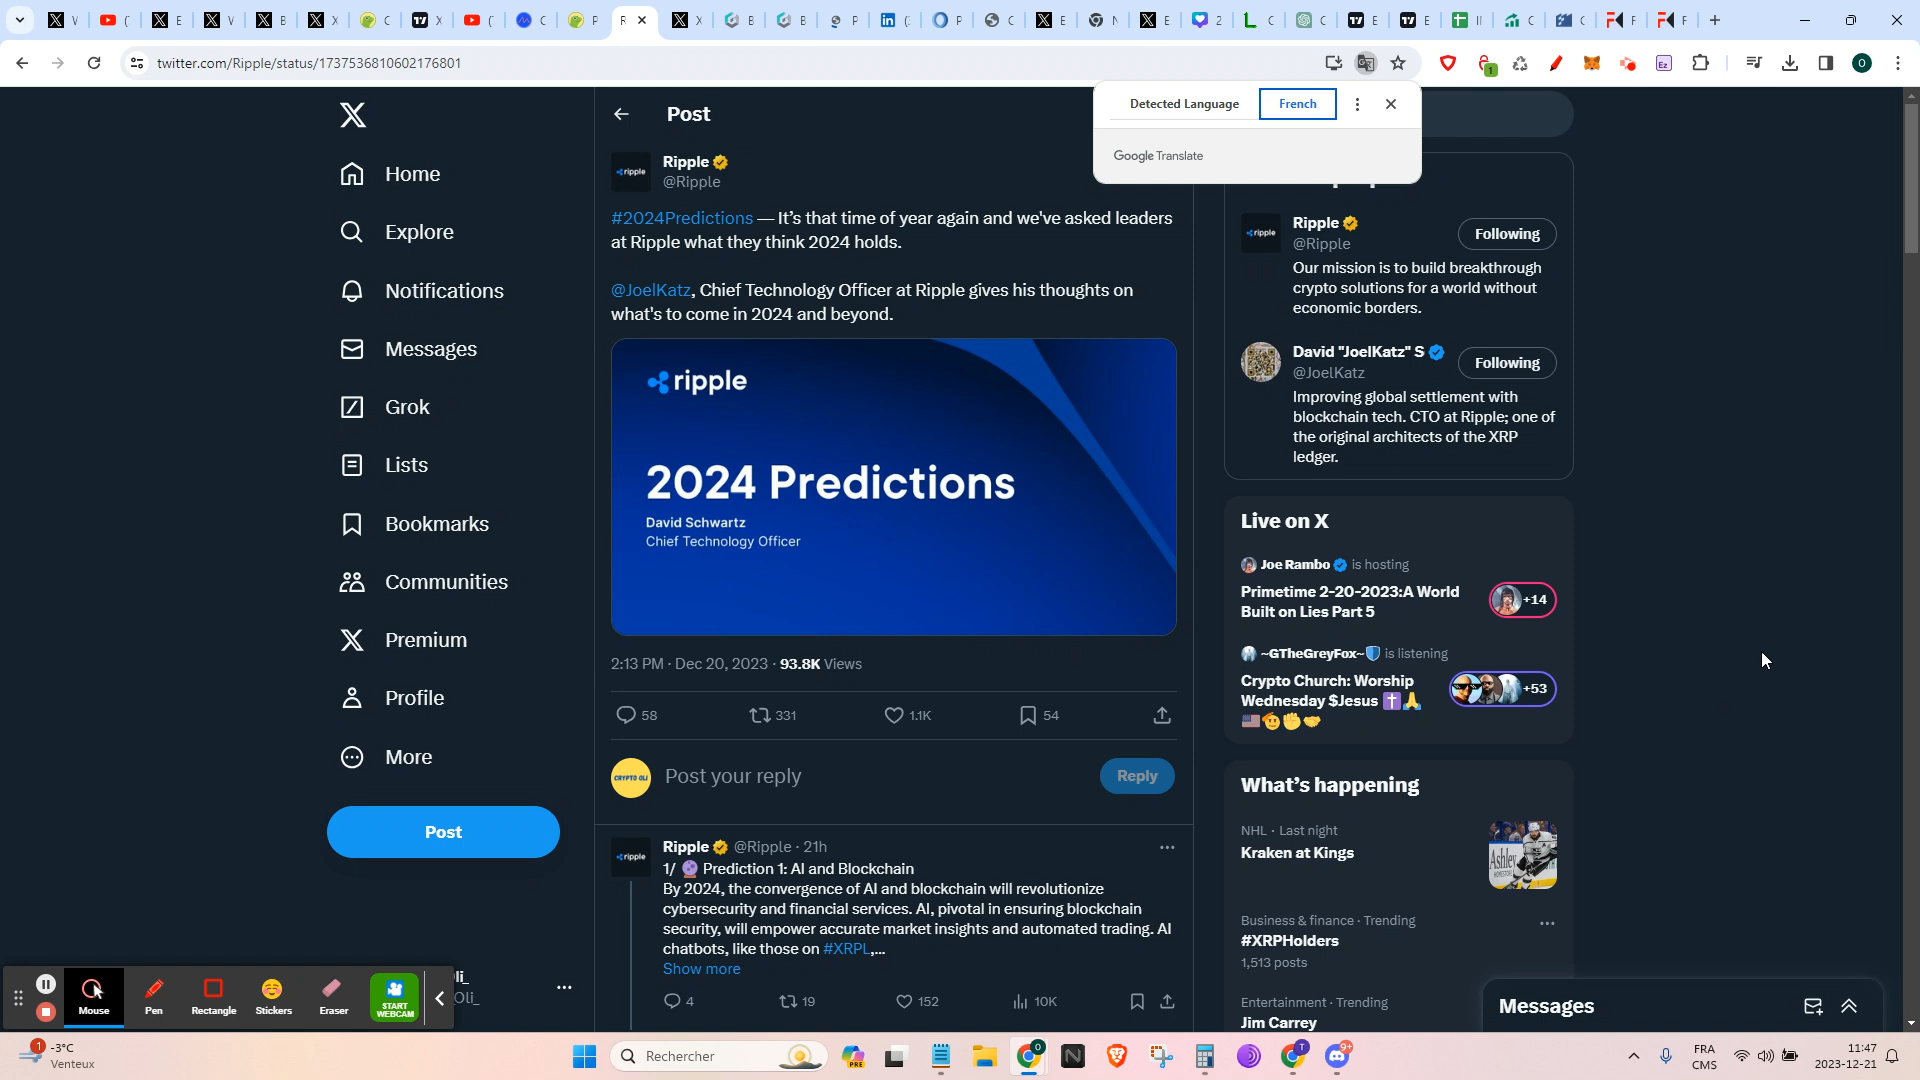 twitter.com/Ripple/status/1737536810602176801
Detected Language
French
Google Translate
Home
Explore
Notifications
Messages
Grok
Lists
Bookmarks
Communities
Premium
Profile
More
Post
Post
Ripple
@Ripple
#2024Predictions — It's that time of year again and we've asked leaders
at Ripple what they think 2024 holds.
@JoelKatz, Chief Technology Officer at Ripple gives his thoughts on
what's to come in 2024 and beyond.
ripple
2024 Predictions
David Schwartz
Chief Technology Officer
2:13 PM · Dec 20, 2023 · 93.8K Views
58
331
1.1K
54
CRYPTO OLI
Post your reply
Reply
Ripple @Ripple · 21h
1/ 🔮 Prediction 1: AI and Blockchain
By 2024, the convergence of AI and blockchain will revolutionize
cybersecurity and financial services. AI, pivotal in ensuring blockchain
security, will empower accurate market insights and automated trading. AI
chatbots, like those on #XRPL,...
Show more
4
19
152
10K
Ripple
@Ripple
Following
Our mission is to build breakthrough
crypto solutions for a world without
economic borders.
David "JoelKatz" S
@JoelKatz
Following
Improving global settlement with
blockchain tech. CTO at Ripple; one of
the original architects of the XRP
ledger.
Live on X
Joe Rambo is hosting
Primetime 2-20-2023:A World
Built on Lies Part 5
+14
~GTheGreyFox~ is listening
Crypto Church: Worship
Wednesday $Jesus ✝️🙏
+53
What's happening
NHL · Last night
Kraken at Kings
Business & finance · Trending
#XRPHolders
1,513 posts
Entertainment · Trending
Jim Carrey
Messages
Mouse
Pen
Rectangle
Stickers
Eraser
START
WEBCAM
-3°C
Venteux
Rechercher
FRA
CMS
11:47
2023-12-21